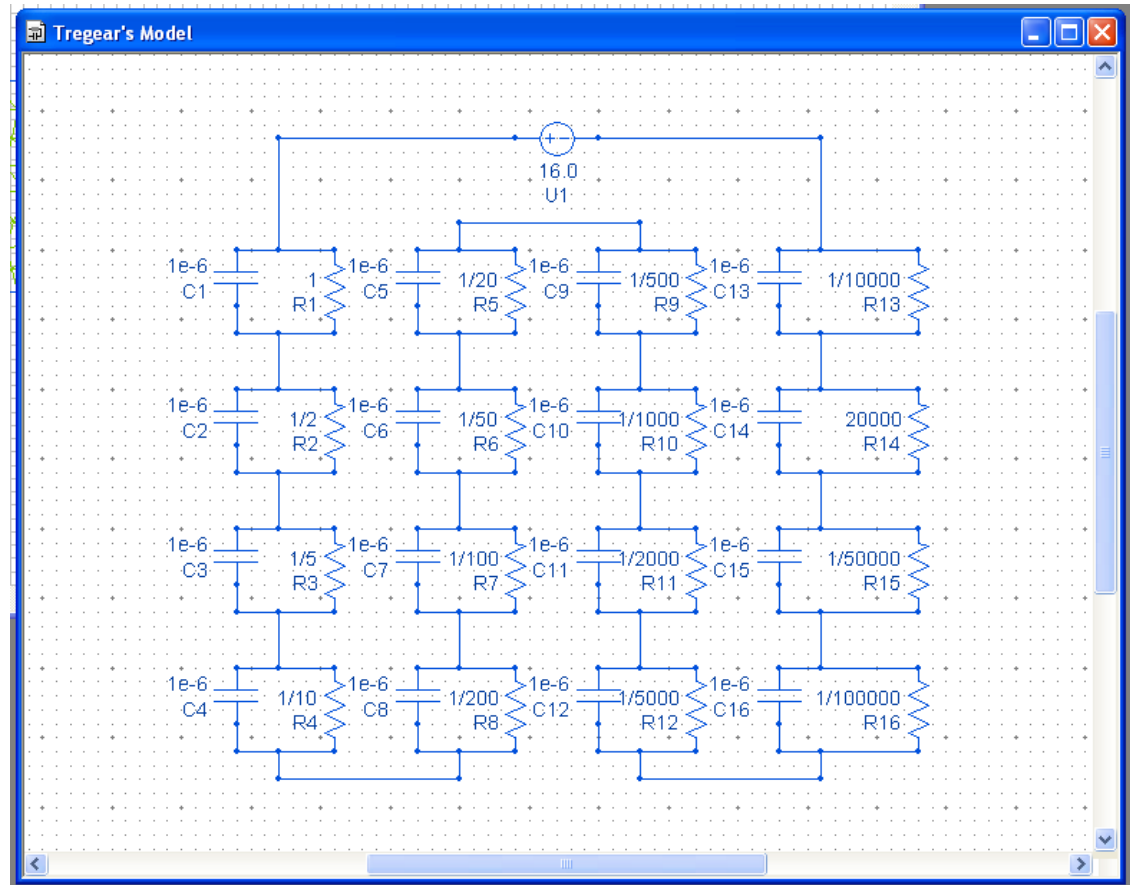 Tregear's Model
16.0
U1
1e-6 1 1e-6 1/20 1e-6 1/500 1e-6 1/10000
C1 R1 C5 R5 C9 R9 C13 R13
1e-6 1/2 1e-6 1/50 1e-6 1/1000 1e-6 20000
C2 R2 C6 R6 C10 R10 C14 R14
1e-6 1/5 1e-6 1/100 1e-6 1/2000 1e-6 1/50000
C3 R3 C7 R7 C11 R11 C15 R15
1e-6 1/10 1e-6 1/200 1e-6 1/5000 1e-6 1/100000
C4 R4 C8 R8 C12 R12 C16 R16